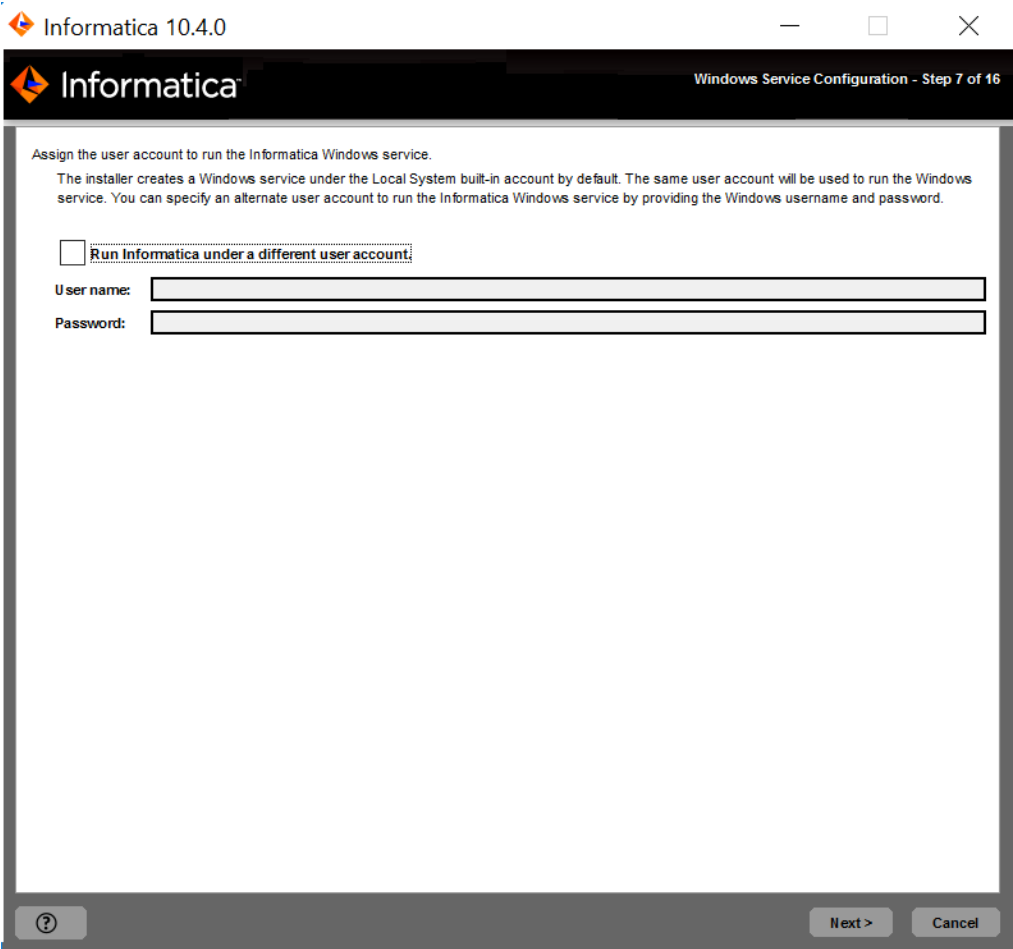 Informatica 10.4.0
Informatica
Windows Service Configuration - Step 7 of 16
Assign the user account to run the Informatica Windows service.
The installer creates a Windows service under the Local System built-in account by default. The same user account will be used to run the Windows
service. You can specify an alternate user account to run the Informatica Windows service by providing the Windows username and password.
Run Informatica under a different user account.
User name:
Password:
?
Next >
Cancel